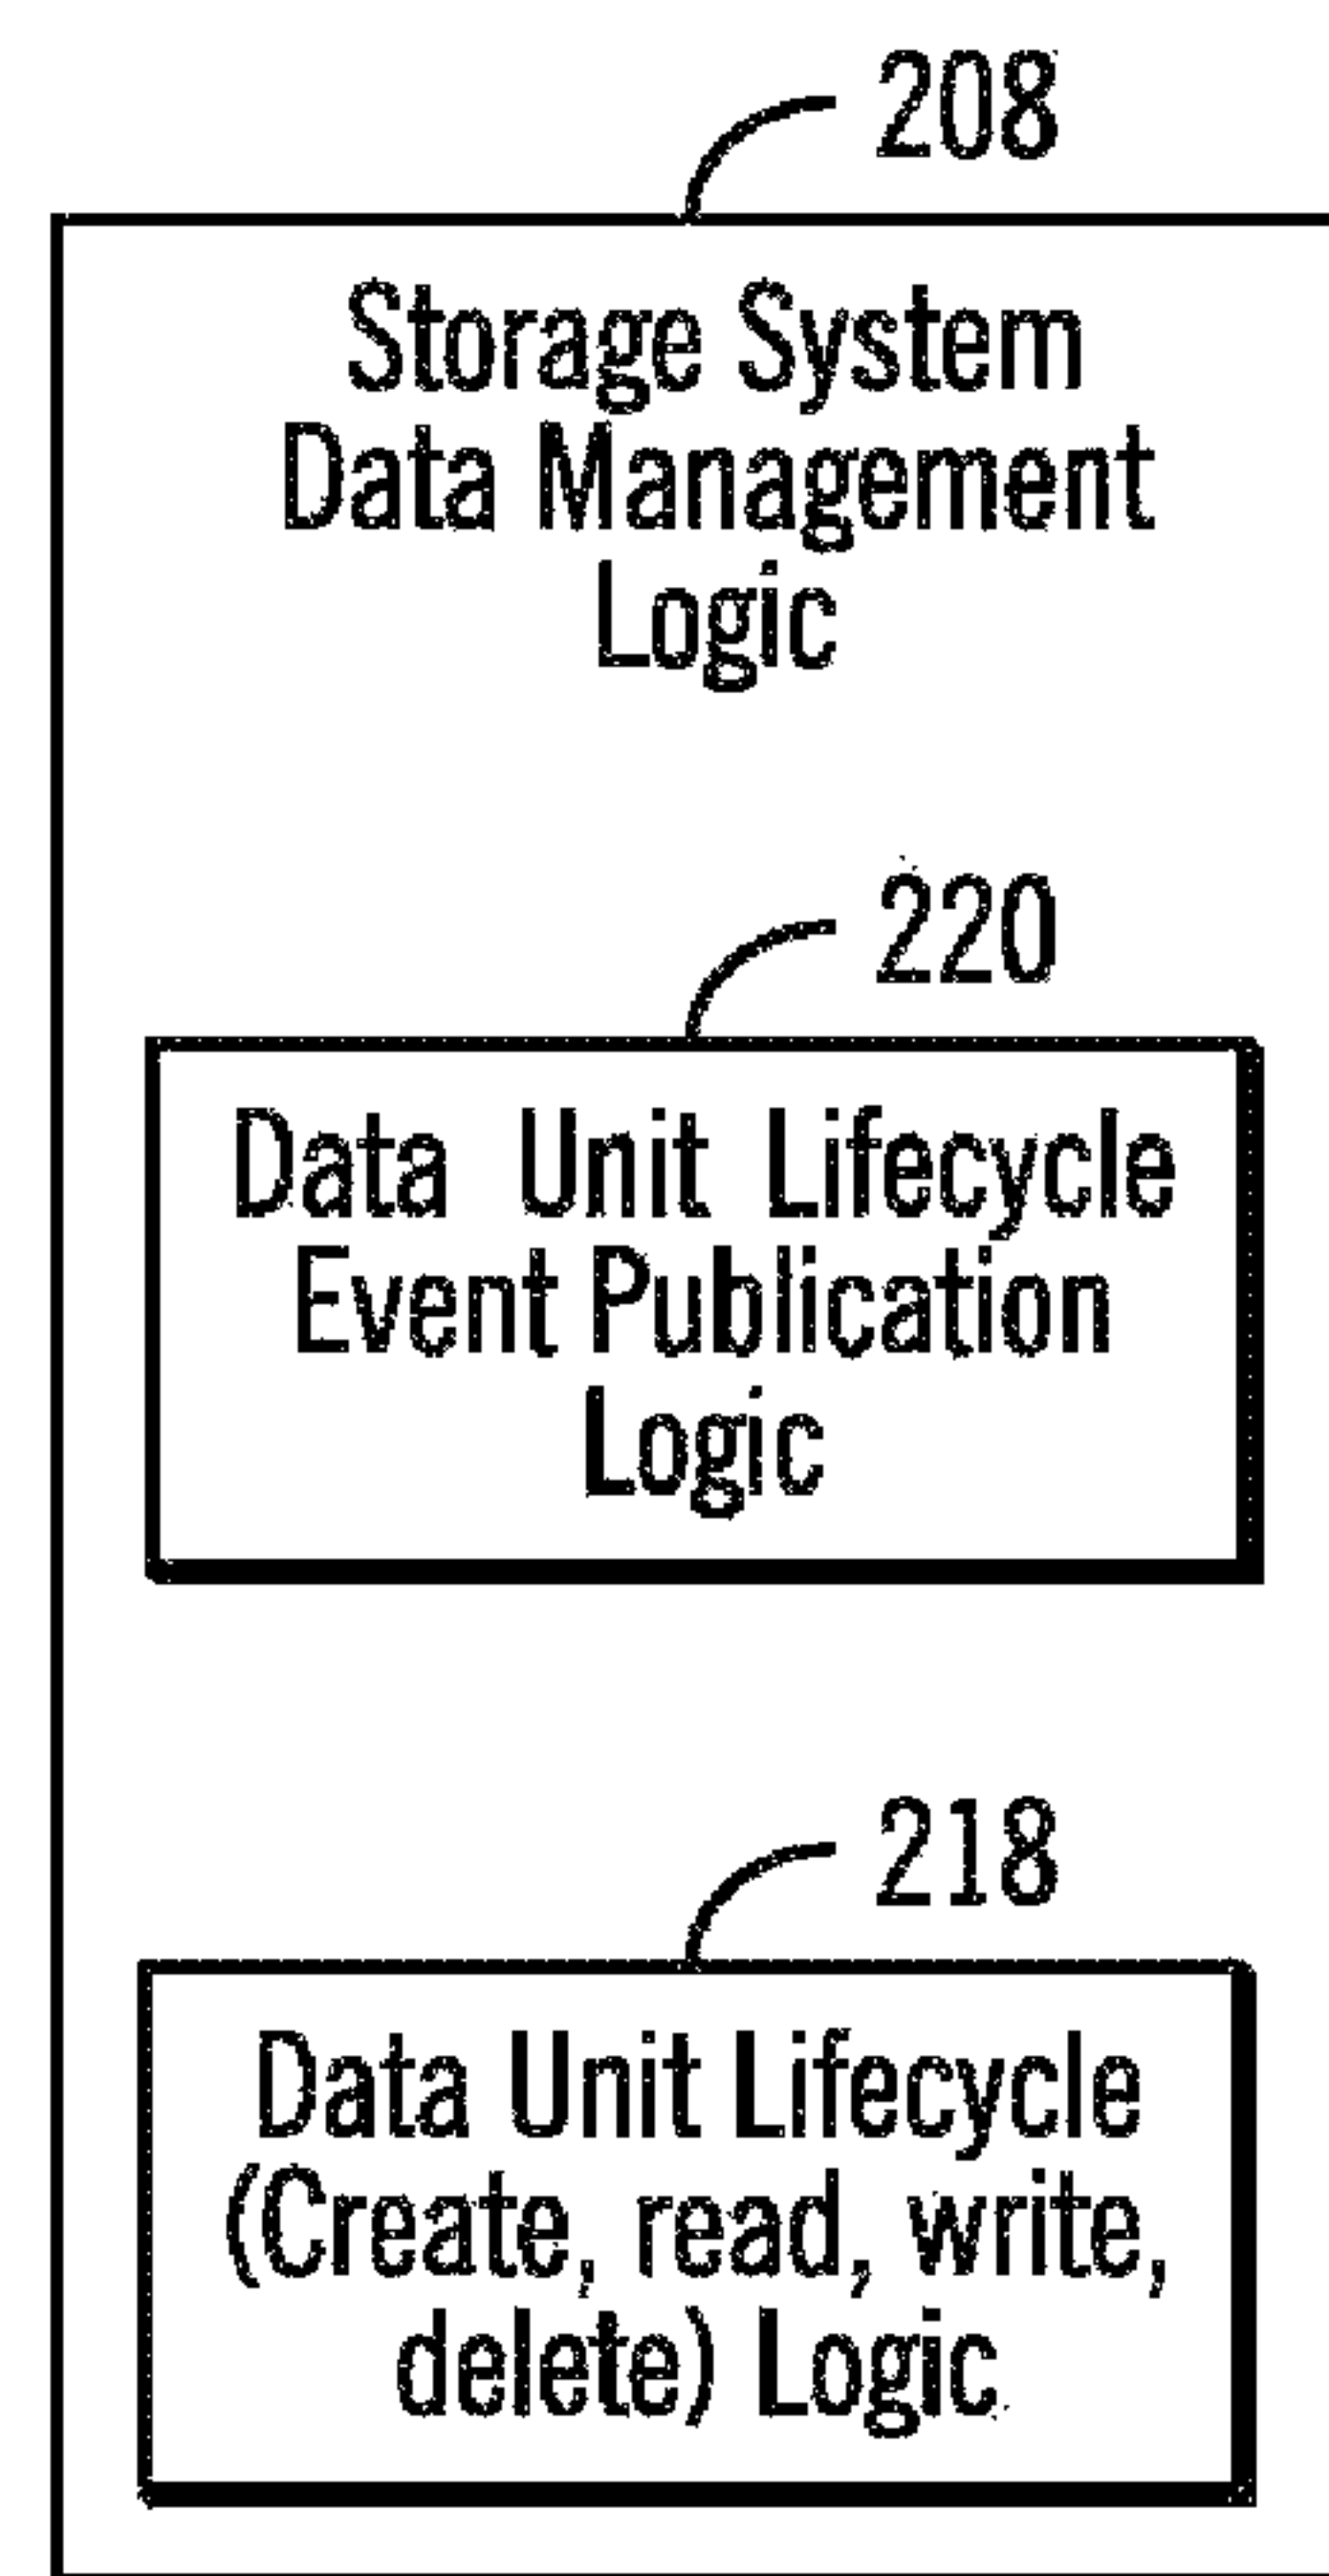 208
Storage System
Data Management
Logic
220
Data Unit Lifecycle
Event Publication
Logic
218
Data Unit Lifecycle
(Create, read, write,
delete) Logic